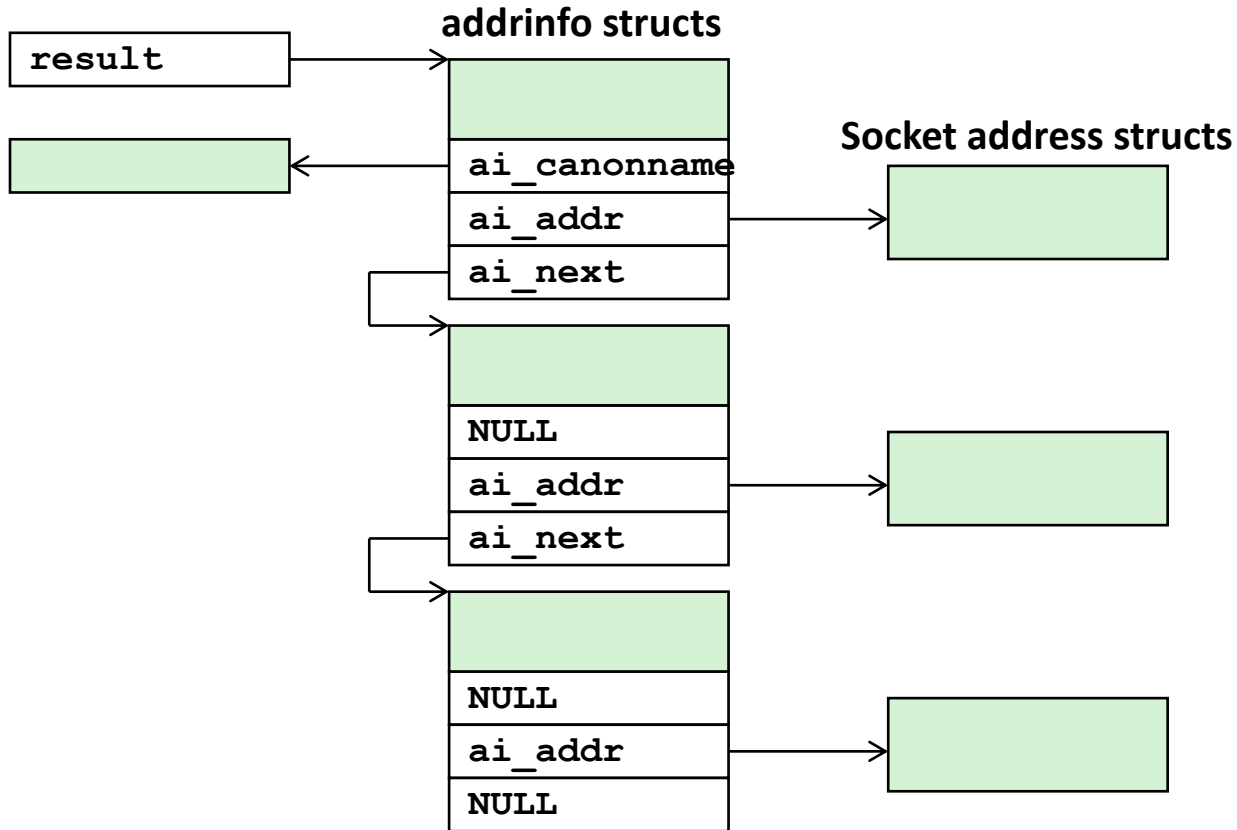 addrinfo structs
result
Socket address structs
ai_canonname
ai_addr
ai_next
NULL
ai_addr
ai_next
NULL
ai_addr
NULL